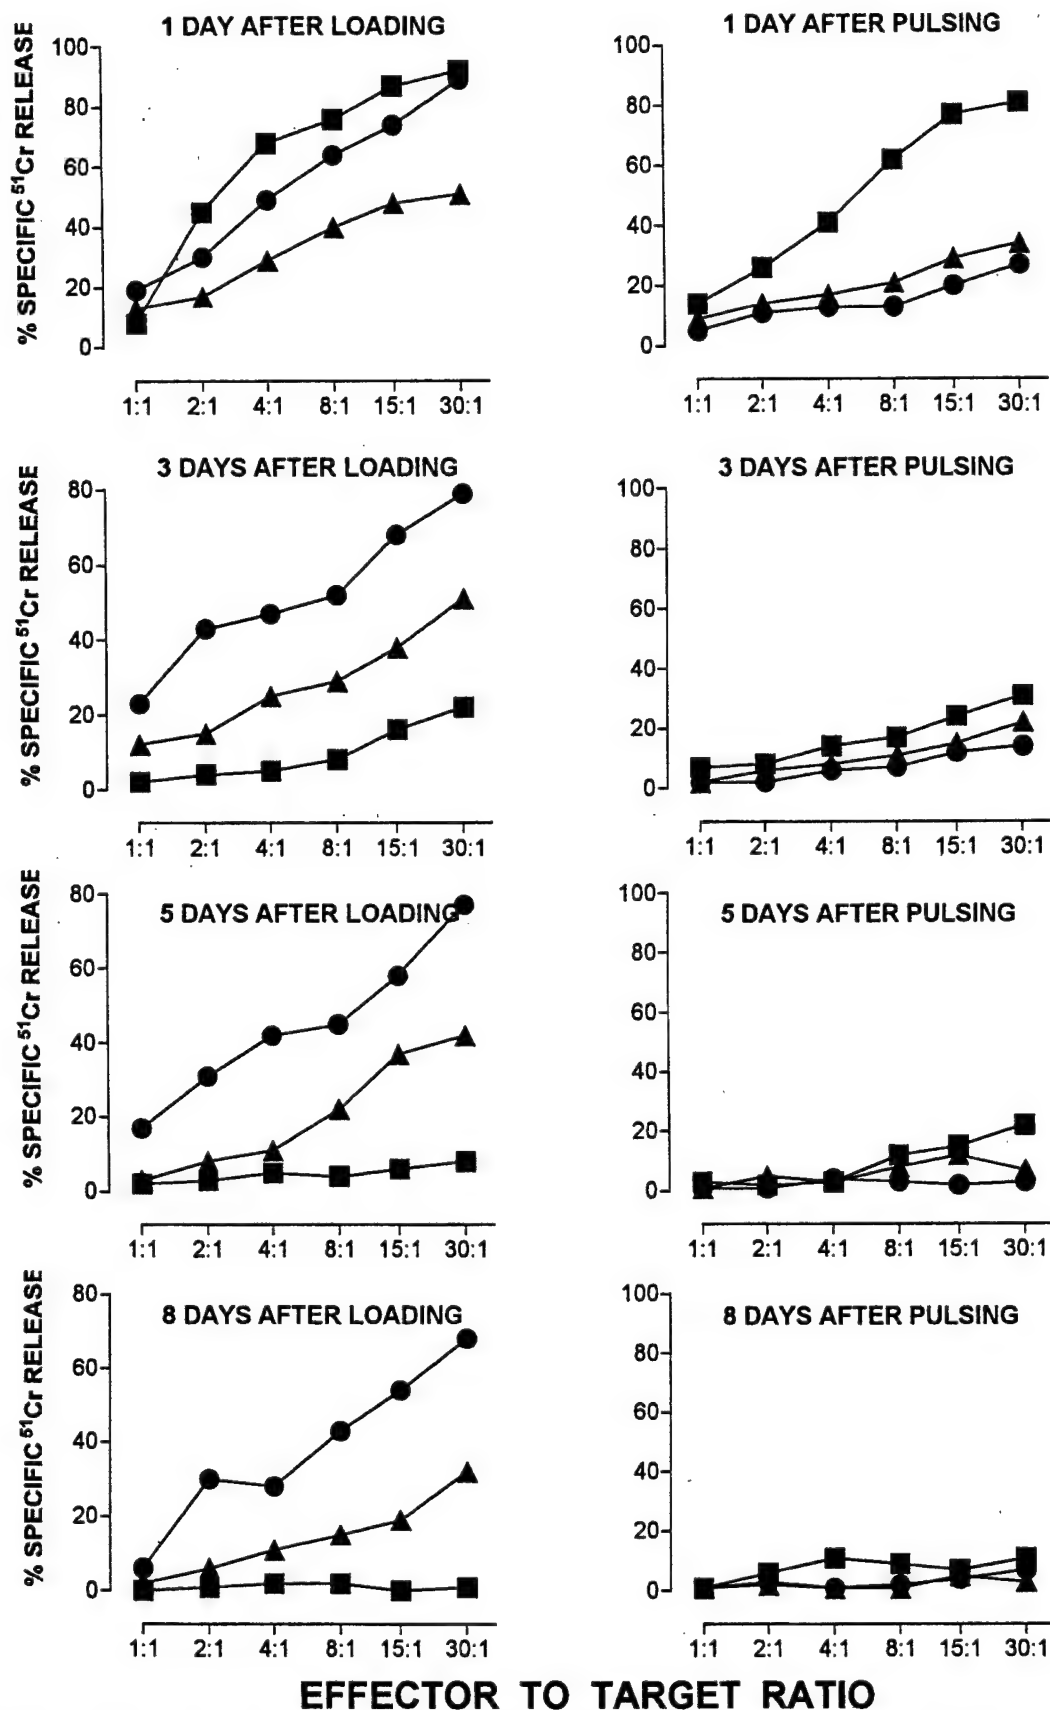 1 DAY AFTER LOADING
% SPECIFIC ⁵¹Cr RELEASE
100
80
60
40
20
0
1:1 2:1 4:1 8:1 15:1 30:1
1 DAY AFTER PULSING
100
80
60
40
20
0
1:1 2:1 4:1 8:1 15:1 30:1
3 DAYS AFTER LOADING
% SPECIFIC ⁵¹Cr RELEASE
80
60
40
20
0
1:1 2:1 4:1 8:1 15:1 30:1
3 DAYS AFTER PULSING
100
80
60
40
20
0
1:1 2:1 4:1 8:1 15:1 30:1
5 DAYS AFTER LOADING
% SPECIFIC ⁵¹Cr RELEASE
80
60
40
20
0
1:1 2:1 4:1 8:1 15:1 30:1
5 DAYS AFTER PULSING
100
80
60
40
20
0
1:1 2:1 4:1 8:1 15:1 30:1
8 DAYS AFTER LOADING
% SPECIFIC ⁵¹Cr RELEASE
80
60
40
20
0
1:1 2:1 4:1 8:1 15:1 30:1
8 DAYS AFTER PULSING
100
80
60
40
20
0
1:1 2:1 4:1 8:1 15:1 30:1
EFFECTOR TO TARGET RATIO